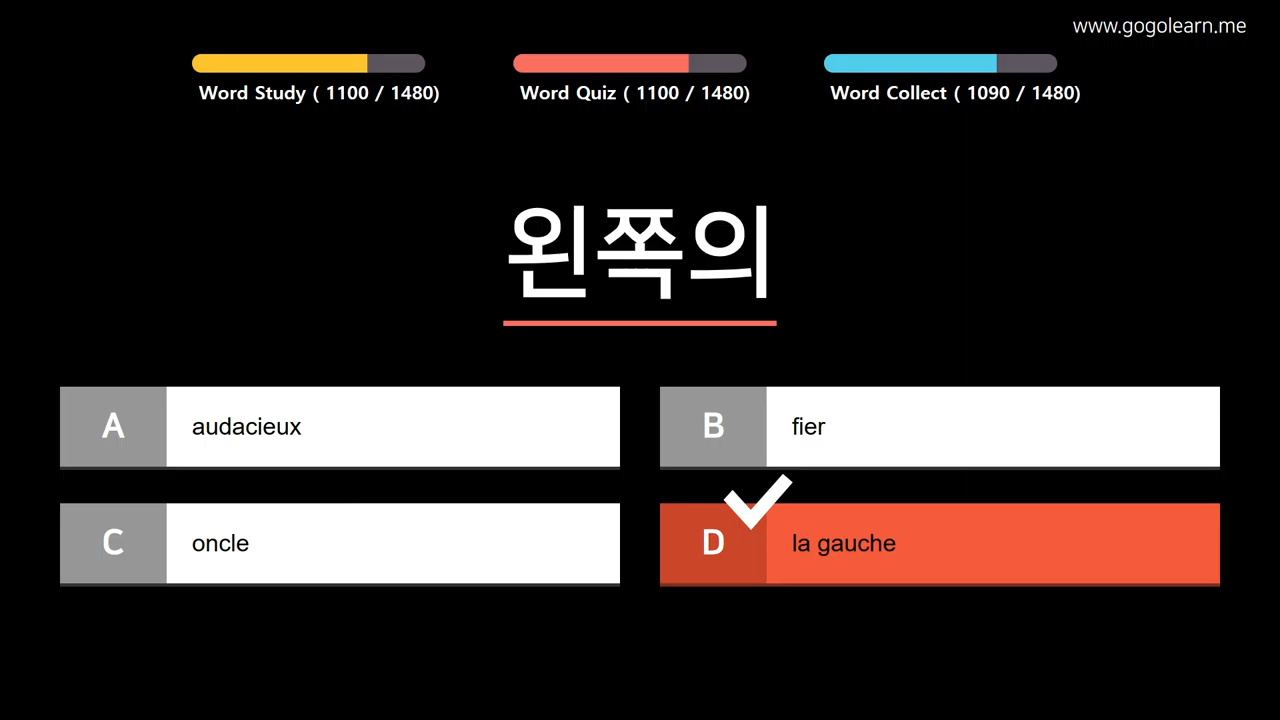 www.gogolearn.me
Word Study ( 1100 / 1480)
Word Quiz ( 1100 / 1480)
Word Collect ( 1090 / 1480)
왼쪽의
A audacieux
B fier
C oncle
D la gauche